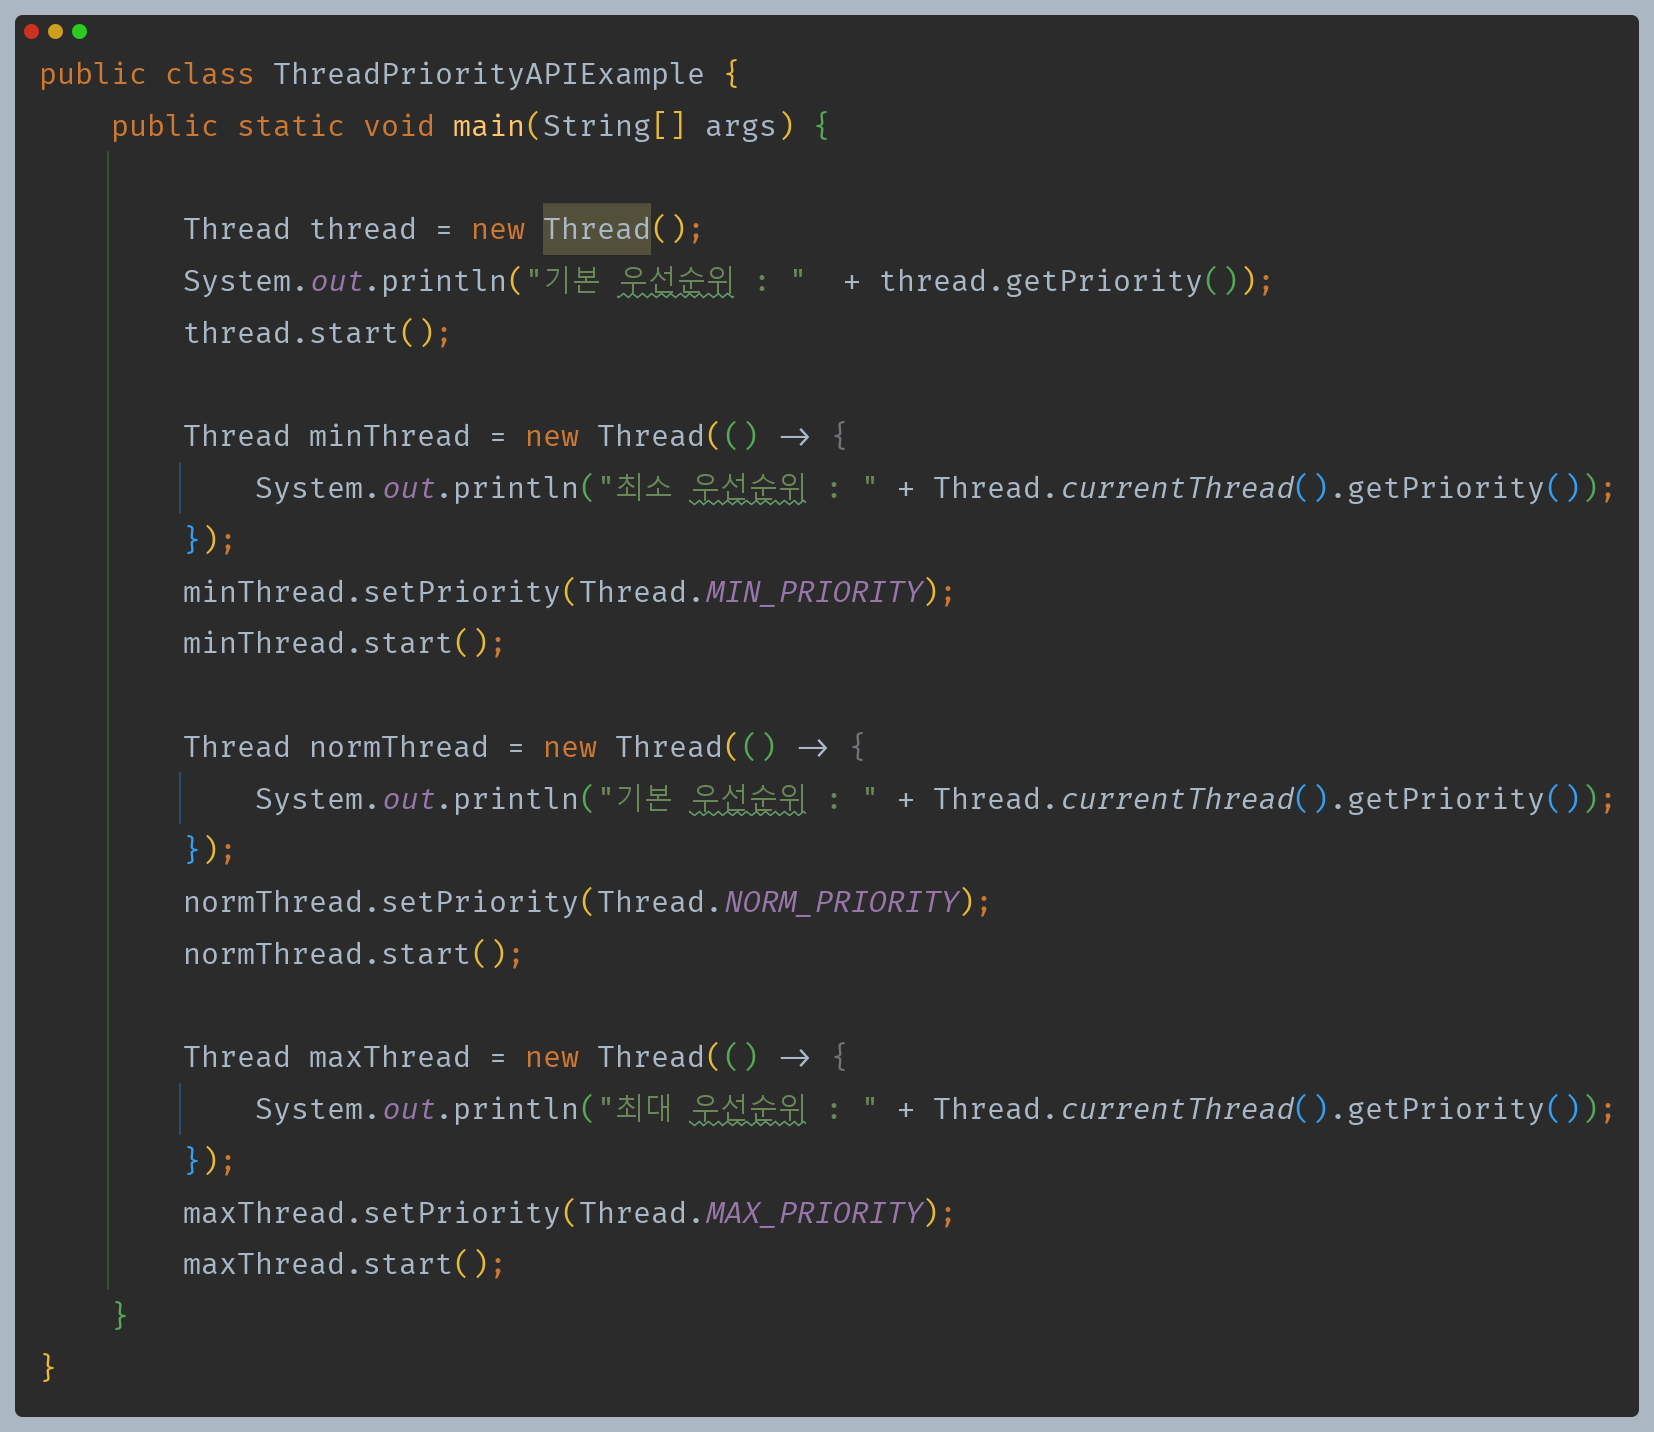 public class ThreadPriorityAPIExample {
    public static void main(String[] args) {

        Thread thread = new Thread();
        System.out.println("기본 우선순위 : "  + thread.getPriority());
        thread.start();

        Thread minThread = new Thread(() -> {
            System.out.println("최소 우선순위 : " + Thread.currentThread().getPriority());
        });
        minThread.setPriority(Thread.MIN_PRIORITY);
        minThread.start();

        Thread normThread = new Thread(() -> {
            System.out.println("기본 우선순위 : " + Thread.currentThread().getPriority());
        });
        normThread.setPriority(Thread.NORM_PRIORITY);
        normThread.start();

        Thread maxThread = new Thread(() -> {
            System.out.println("최대 우선순위 : " + Thread.currentThread().getPriority());
        });
        maxThread.setPriority(Thread.MAX_PRIORITY);
        maxThread.start();
    }
}